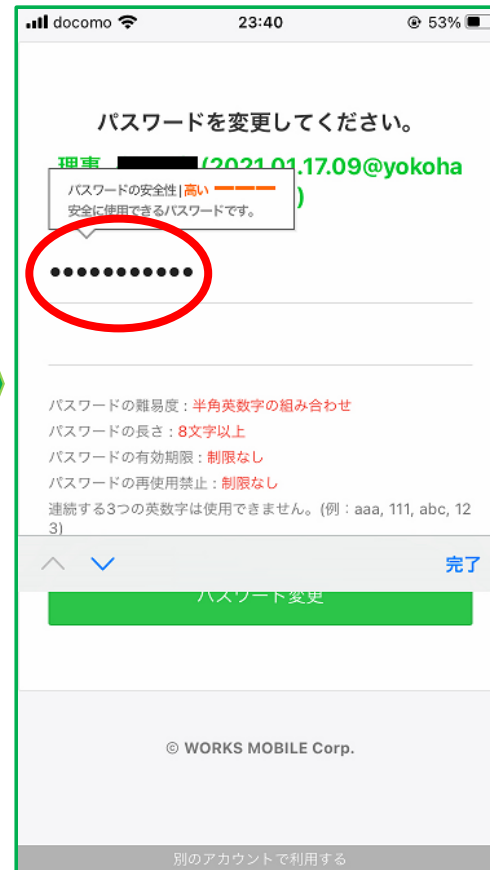 docomo 23:40 53%
パスワードを変更してください。
理事 (2021.01.17.09@yokoha
)
パスワードの安全性|高い
安全に使用できるパスワードです。
●●●●●●●●●●●
パスワードの難易度 : 半角英数字の組み合わせ
パスワードの長さ : 8文字以上
パスワードの有効期限 : 制限なし
パスワードの再使用禁止 : 制限なし
連続する3つの英数字は使用できません。(例 : aaa, 111, abc, 12
3)
完了
パスワード変更
© WORKS MOBILE Corp.
別のアカウントで利用する